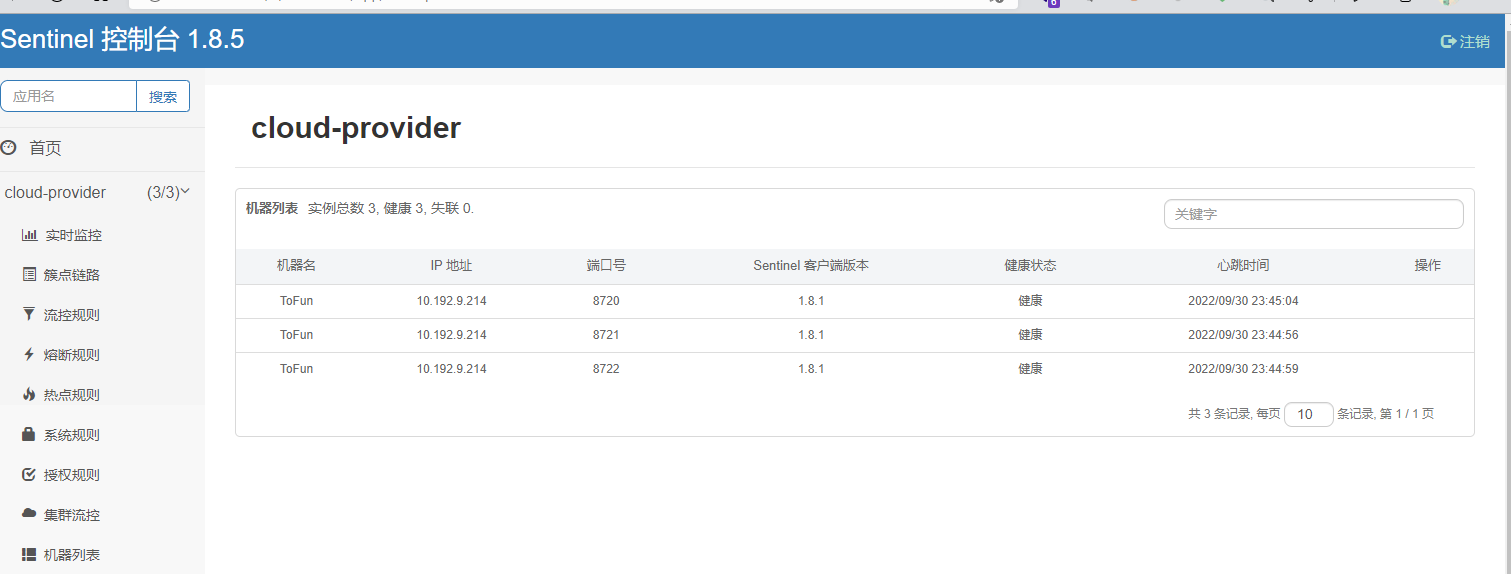 Sentinel 控制台 1.8.5
注销
应用名
搜索
首页
cloud-provider (3/3)
实时监控
簇点链路
流控规则
熔断规则
热点规则
系统规则
授权规则
集群流控
机器列表
cloud-provider
机器列表 实例总数 3, 健康 3, 失联 0.
关键字
机器名 IP 地址 端口号 Sentinel 客户端版本 健康状态 心跳时间 操作
ToFun 10.192.9.214 8720 1.8.1 健康 2022/09/30 23:45:04
ToFun 10.192.9.214 8721 1.8.1 健康 2022/09/30 23:44:56
ToFun 10.192.9.214 8722 1.8.1 健康 2022/09/30 23:44:59
共 3 条记录, 每页 10 条记录, 第 1 / 1 页